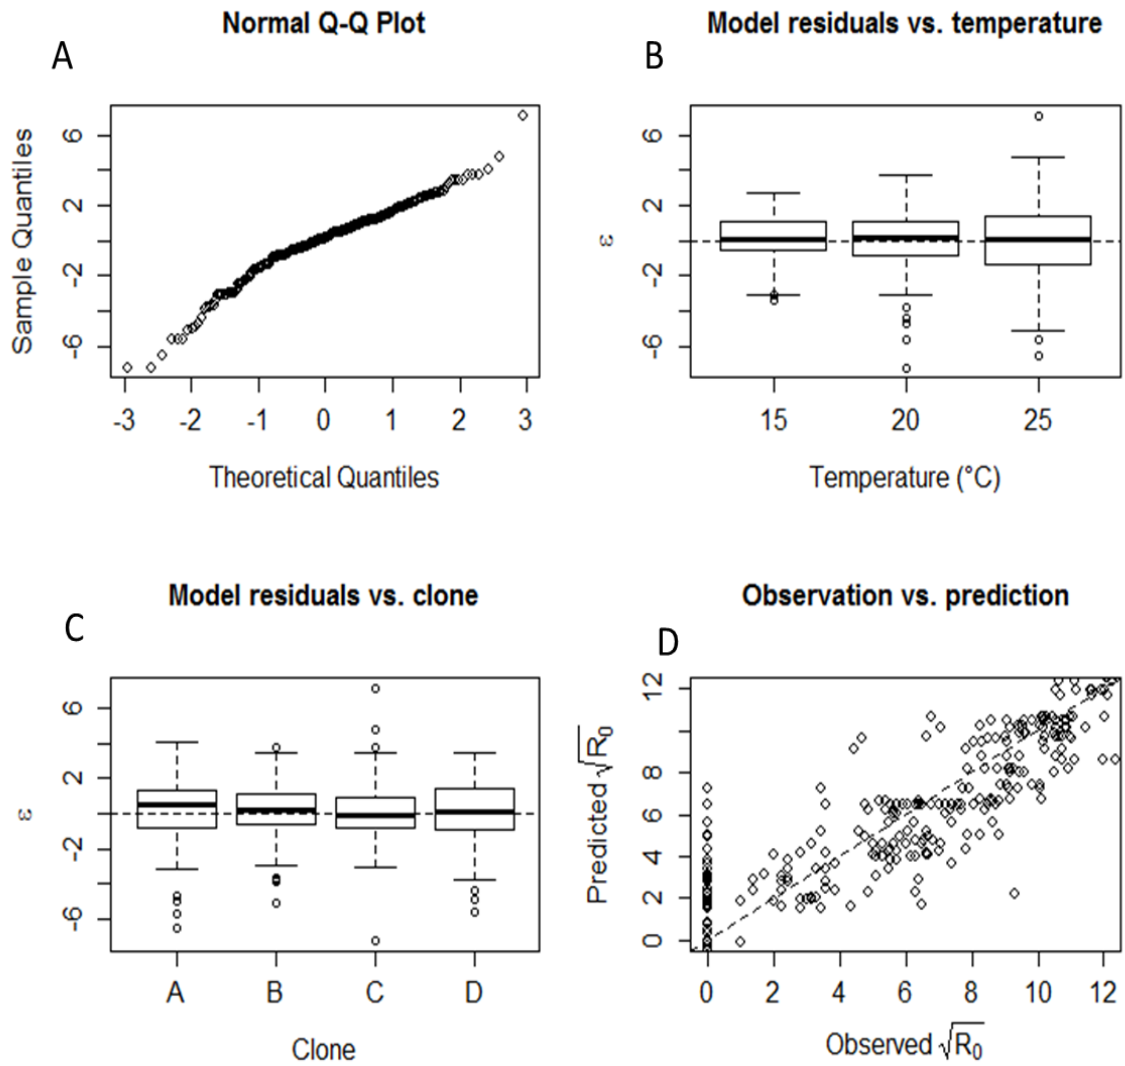 Normal Q-Q Plot
Model residuals vs. temperature
A
B
Sample Quantiles
6
2
-2
-6
-3 -2 -1 0 1 2 3
Theoretical Quantiles
ε
6
2
-2
-6
15 20 25
Temperature (°C)
Model residuals vs. clone
Observation vs. prediction
C
D
ε
6
2
-2
-6
A B C D
Clone
Predicted √R₀
12
8
6
4
2
0
0 2 4 6 8 10 12
Observed √R₀